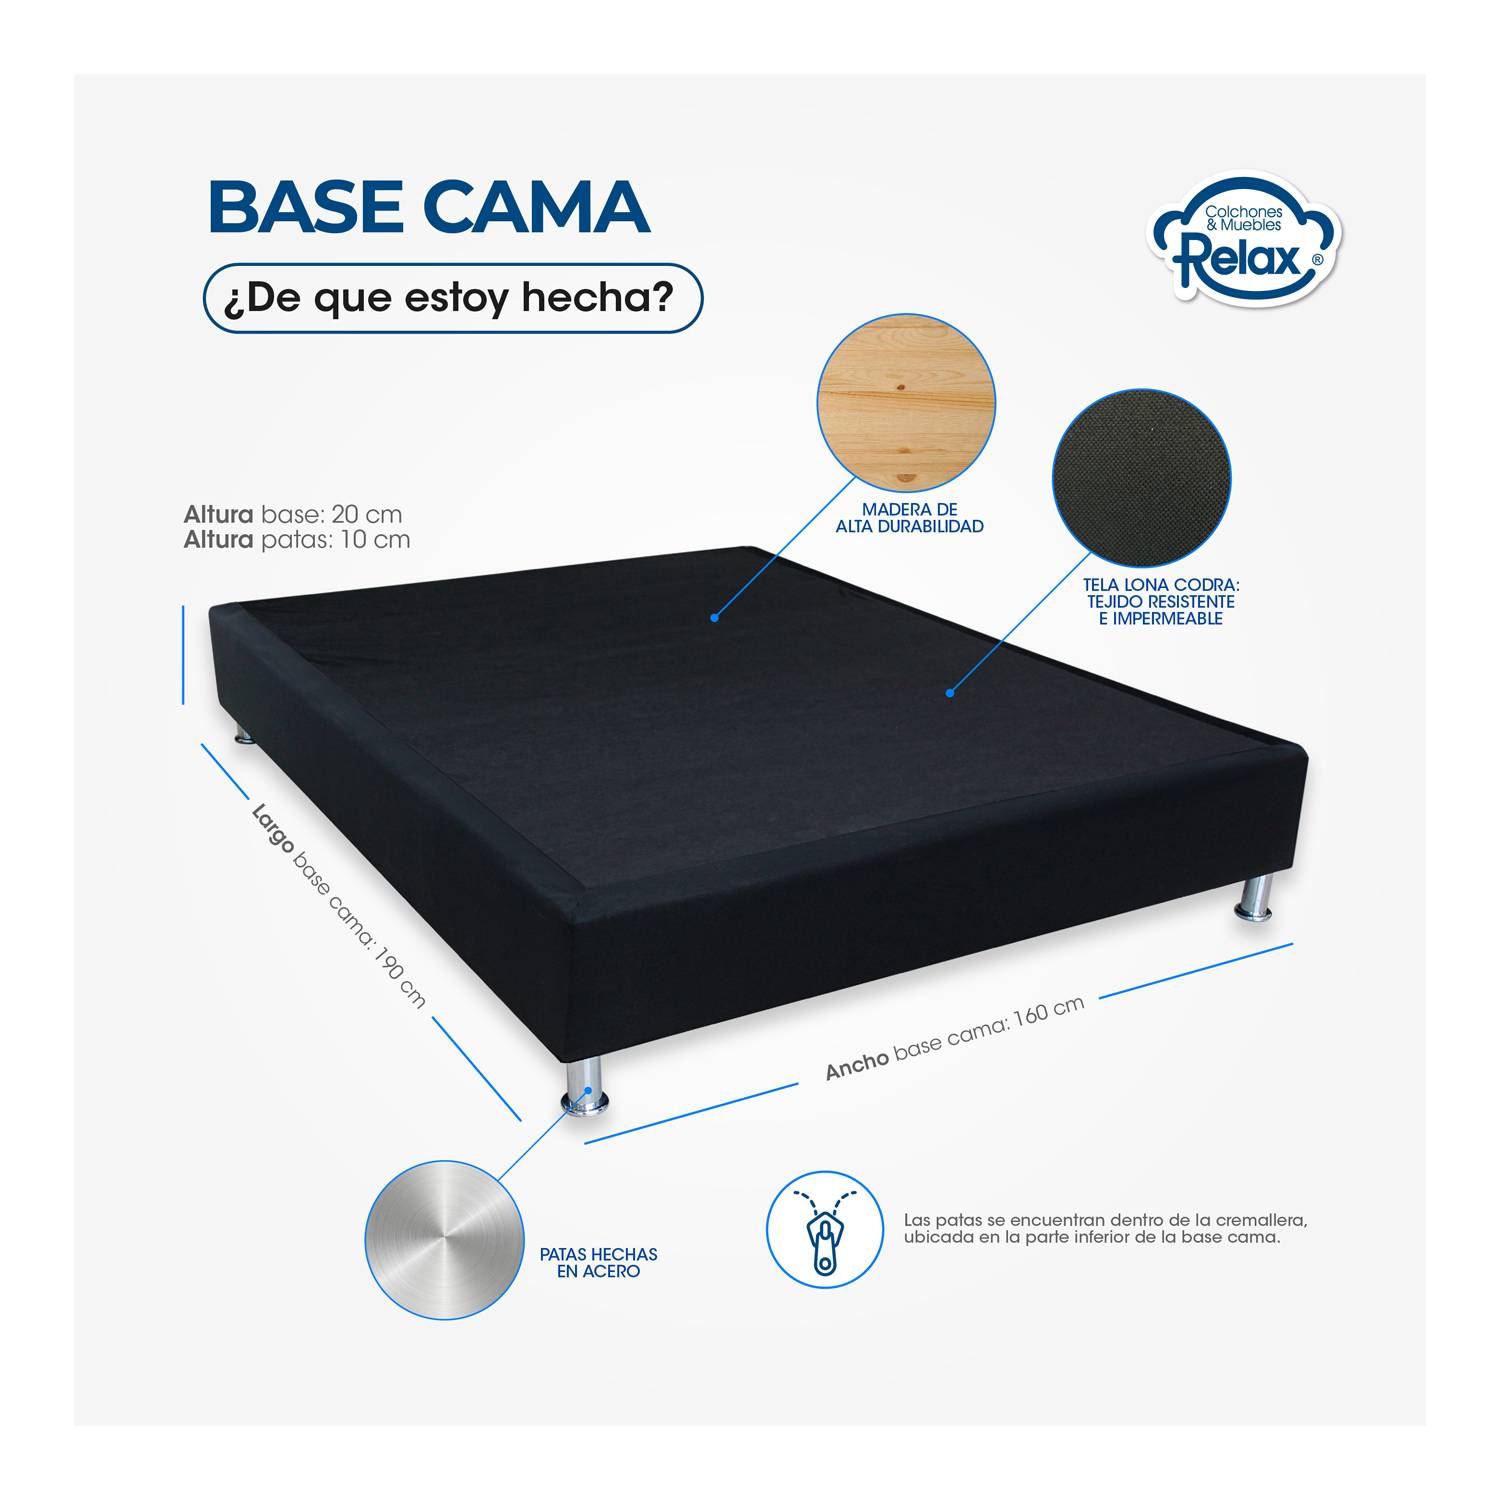 BASE CAMA
¿De que estoy hecha?
Colchones
& Muebles
Relax ®
MADERA DE
ALTA DURABILIDAD
TELA LONA CODRA:
TEJIDO RESISTENTE
E IMPERMEABLE
Altura base: 20 cm
Altura patas: 10 cm
Largo base cama: 190 cm
Ancho base cama: 160 cm
PATAS HECHAS
EN ACERO
Las patas se encuentran dentro de la cremallera,
ubicada en la parte inferior de la base cama.